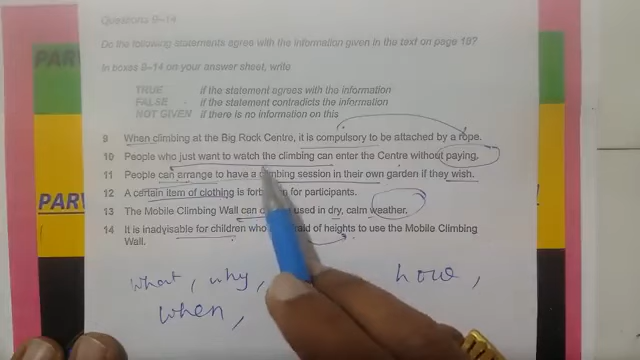 Questions 9–14
Do the following statements agree with the information given in the text on page 18?
In boxes 9–14 on your answer sheet, write
TRUE if the statement agrees with the information
FALSE if the statement contradicts the information
NOT GIVEN if there is no information on this
9 When climbing at the Big Rock Centre, it is compulsory to be attached by a rope.
10 People who just want to watch the climbing can enter the Centre without paying.
11 People can arrange to have a climbing session in their own garden if they wish.
12 A certain item of clothing is for for participants.
13 The Mobile Climbing Wall can used in dry, calm weather.
14 It is inadvisable for children who of heights to use the Mobile Climbing
Wall.
what, why, how,
when,
PARV
PARV